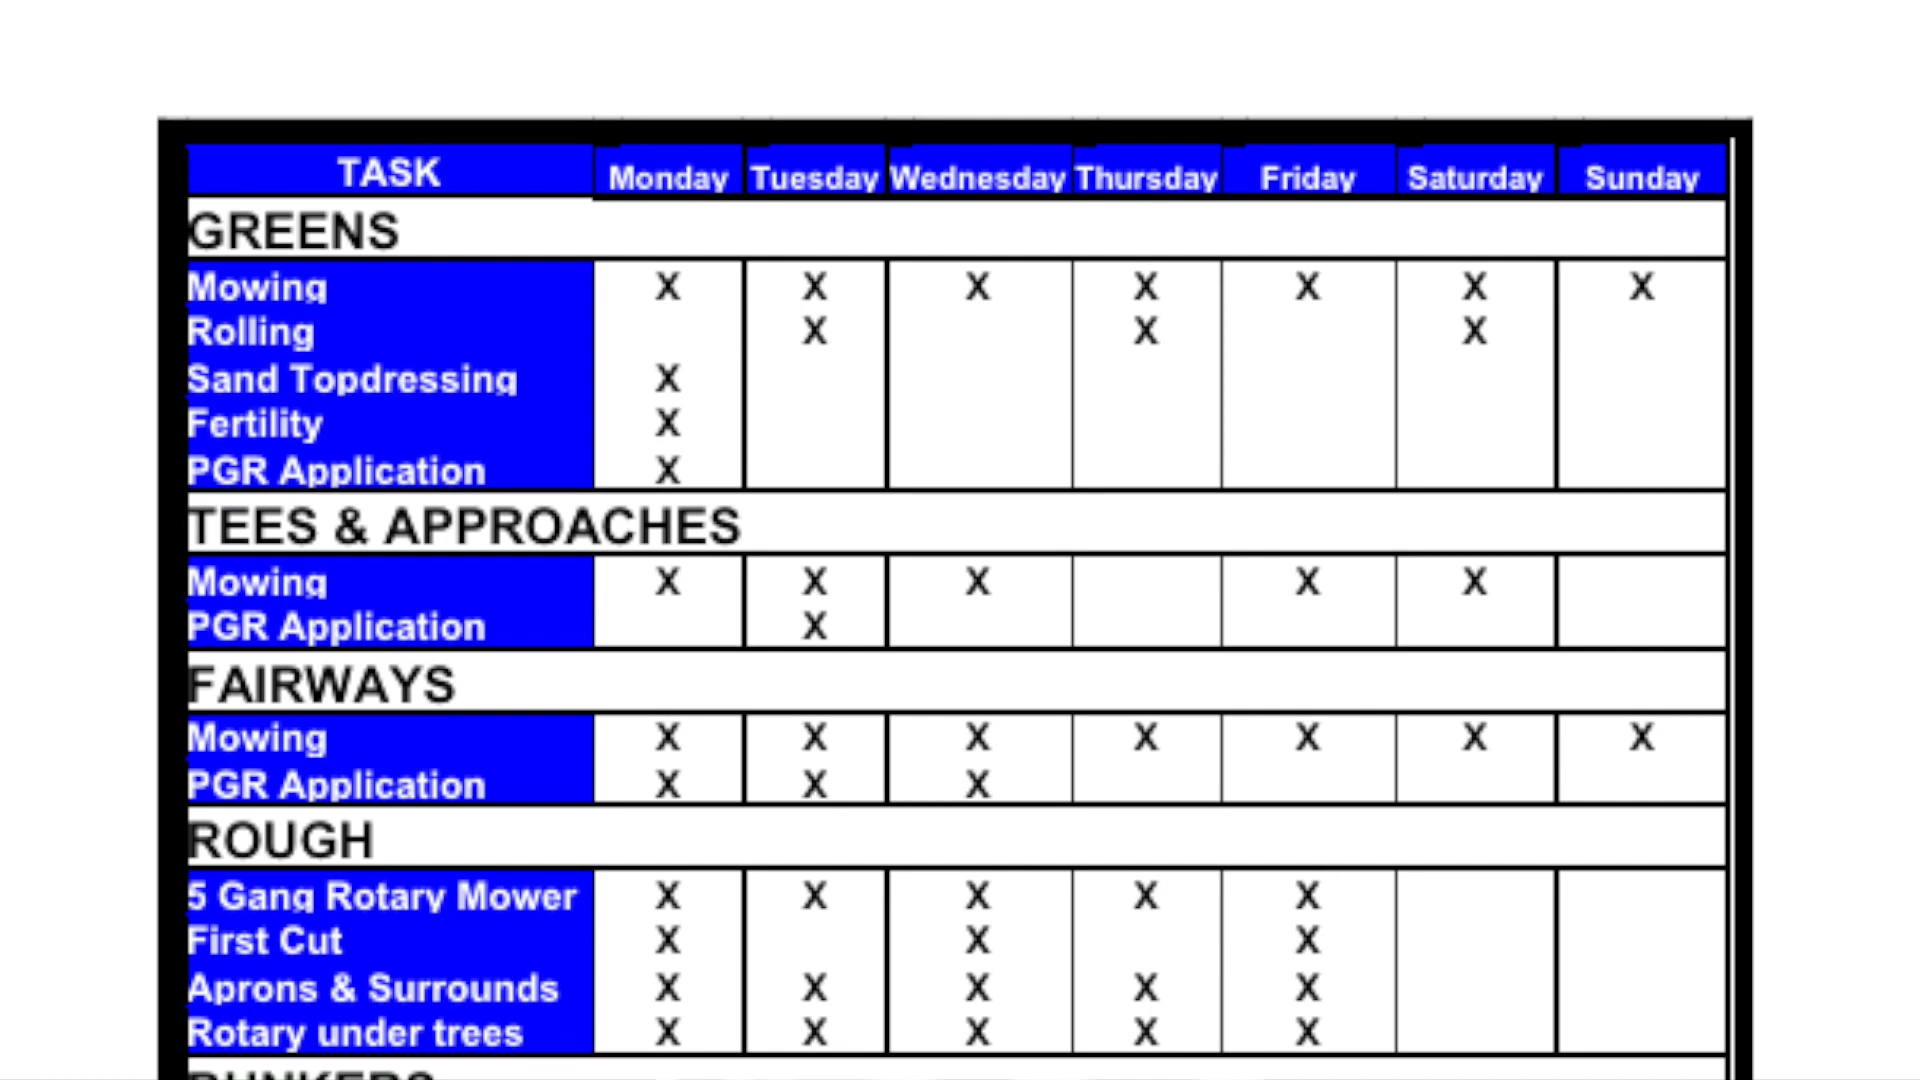 TASK Monday Tuesday Wednesday Thursday Friday Saturday Sunday
GREENS
Mowing X X X X X X X
Rolling X X X
Sand Topdressing X
Fertility X
PGR Application X
TEES & APPROACHES
Mowing X X X X X
PGR Application X
FAIRWAYS
Mowing X X X X X X X
PGR Application X X X
ROUGH
5 Gang Rotary Mower X X X X X
First Cut X X X
Aprons & Surrounds X X X X X
Rotary under trees X X X X X
BUNKERS